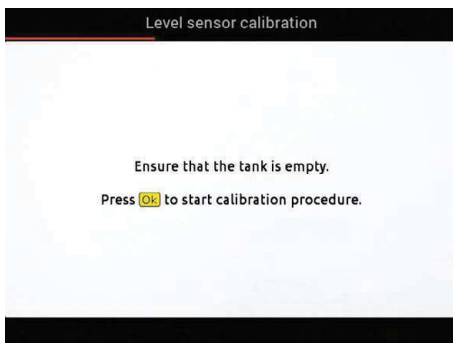 Level sensor calibration
Ensure that the tank is empty.
Press Ok to start calibration procedure.